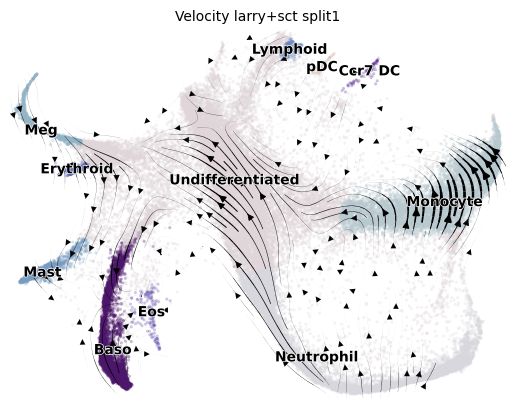 Velocity larry+sct split1
Lymphoid
pDC
Ccr7 DC
Meg
Erythroid
Undifferentiated
Monocyte
Mast
Eos
Baso
Neutrophil